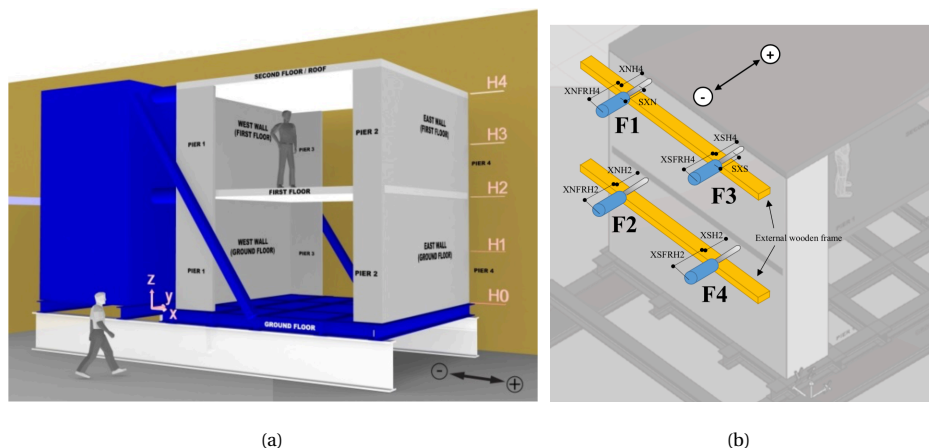 SECOND FLOOR / ROOF
H4
WEST WALL
(FIRST FLOOR)
PIER 2
EAST WALL
(FIRST FLOOR)
H3
PIER 1
PIER 3
PIER 4
FIRST FLOOR
H2
WEST WALL
(GROUND FLOOR)
EAST WALL
(GROUND FLOOR)
H1
PIER 1
PIER 3
PIER 2
PIER 4
z
y
x
H0
GROUND FLOOR
- +
(a)
+
-
XNH4
XNFRH4
SXN
F1
XSH4
XSFRH4
SXS
F3
XNH2
XNFRH2
F2
External wooden frame
XSH2
XSFRH2
F4
(b)